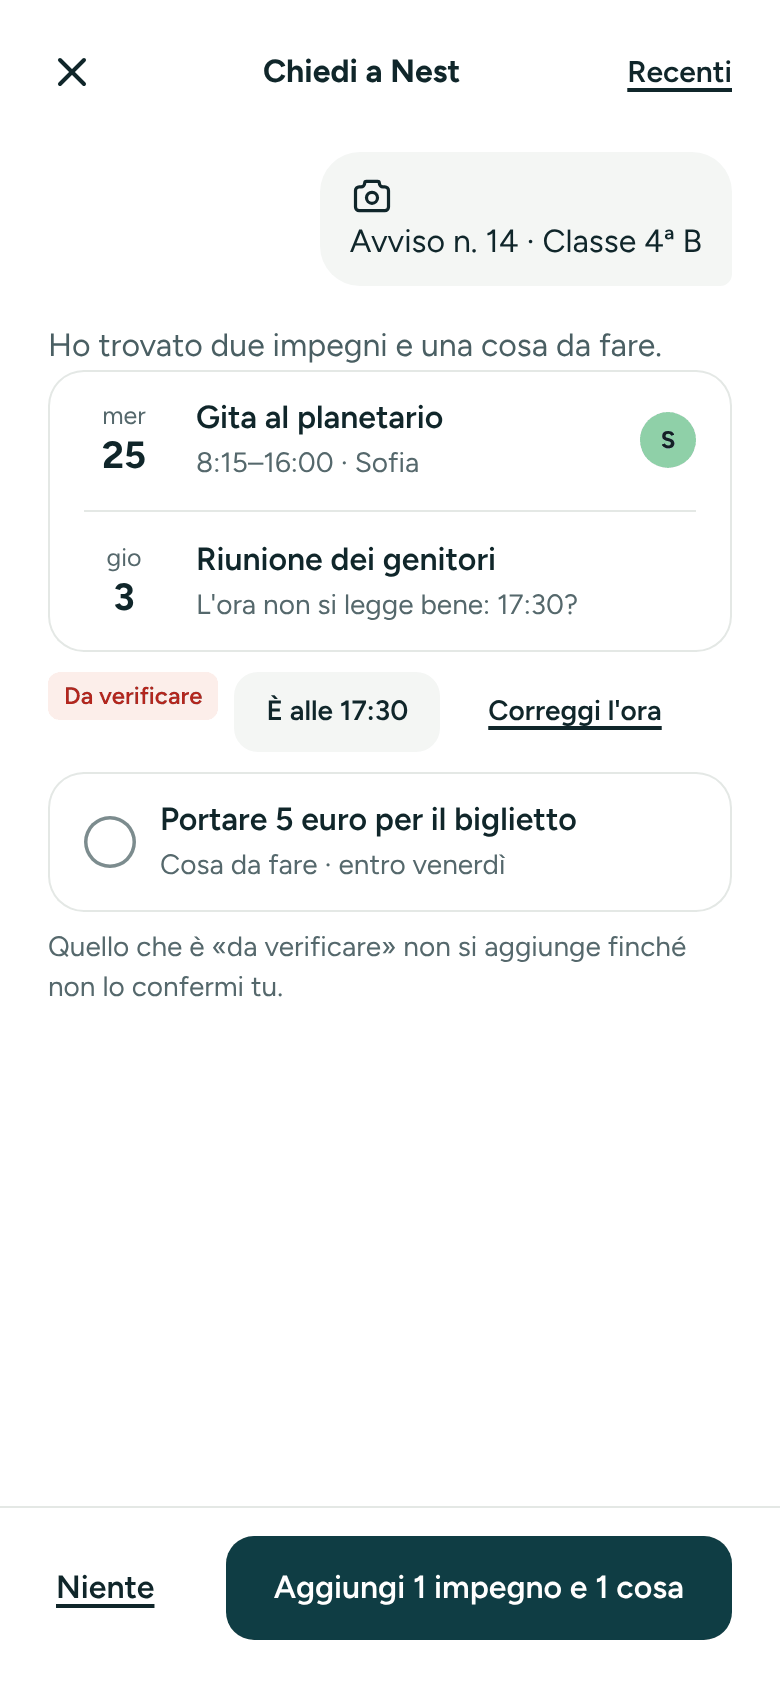 Chiedi a Nest
Recenti
Avviso n. 14 · Classe 4ª B
Ho trovato due impegni e una cosa da fare.
mer
25
Gita al planetario
8:15–16:00 · Sofia
S
gio
3
Riunione dei genitori
L'ora non si legge bene: 17:30?
Da verificare
È alle 17:30
Correggi l'ora
Portare 5 euro per il biglietto
Cosa da fare · entro venerdì
Quello che è «da verificare» non si aggiunge finché
non lo confermi tu.
Niente
Aggiungi 1 impegno e 1 cosa